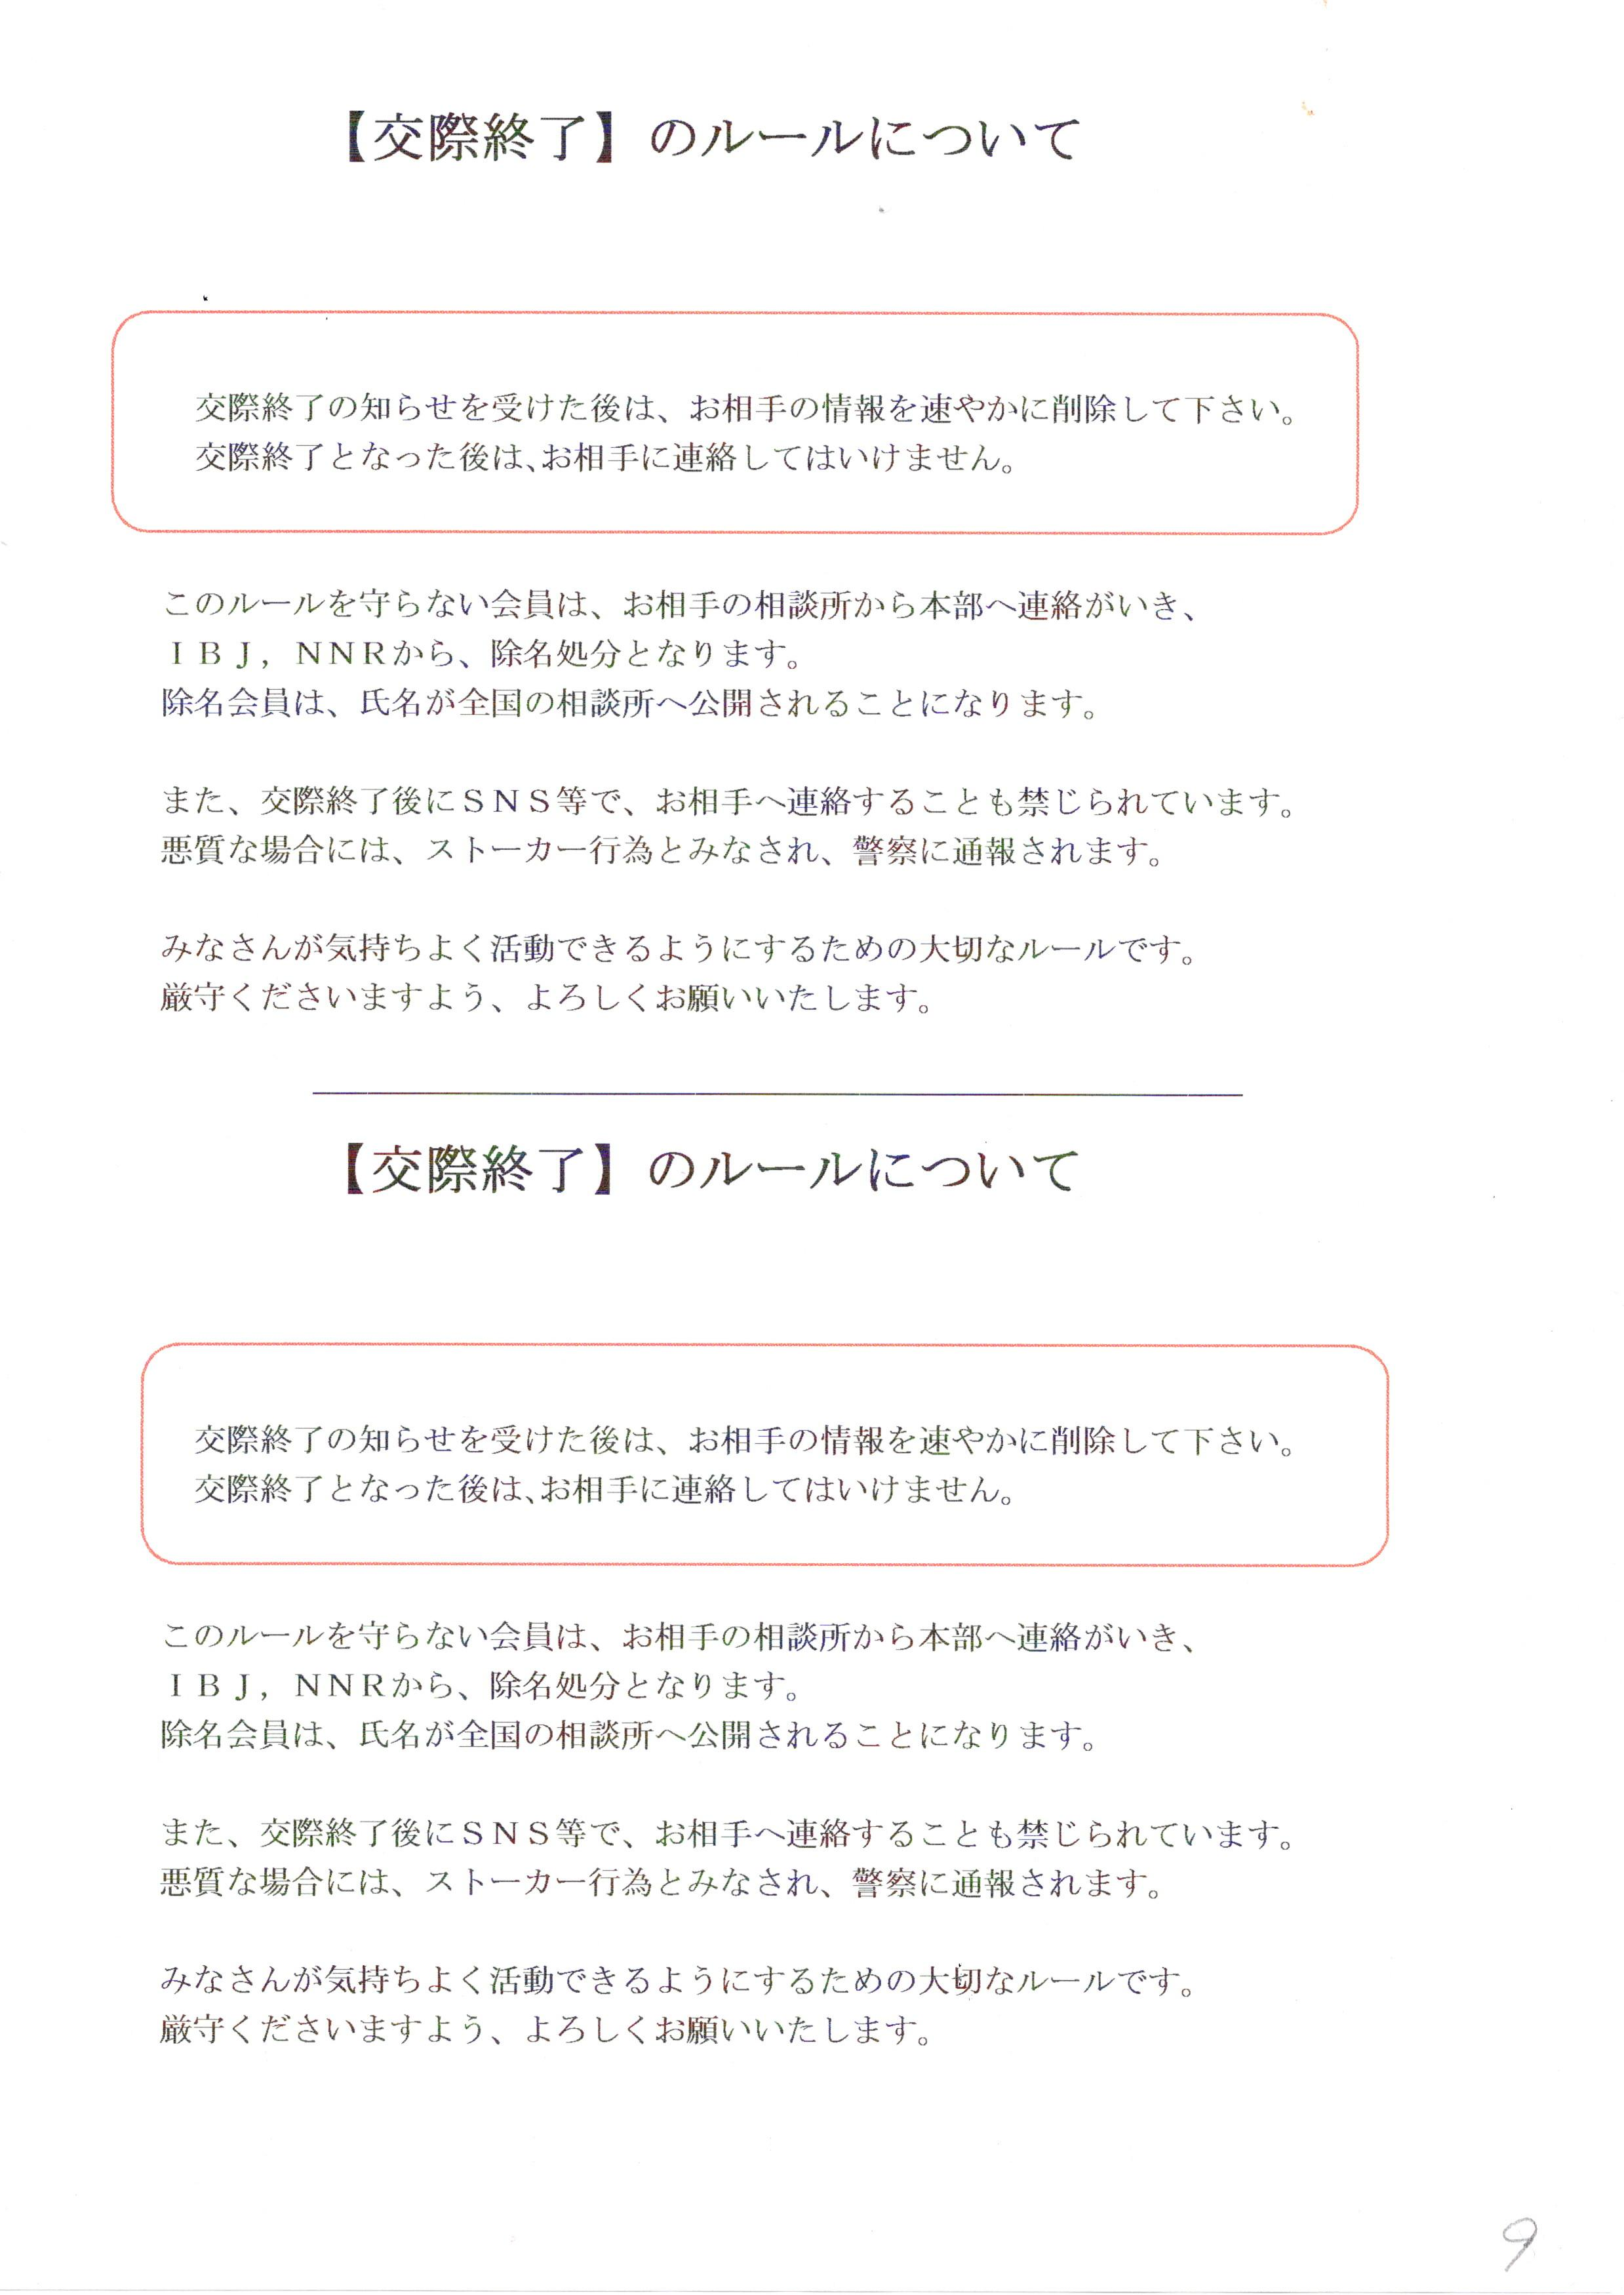 【交際終了】のルールについて
交際終了の知らせを受けた後は、お相手の情報を速やかに削除して下さい。
交際終了となった後は、お相手に連絡してはいけません。
このルールを守らない会員は、お相手の相談所から本部へ連絡がいき、
ＩＢＪ，ＮＮＲから、除名処分となります。
除名会員は、氏名が全国の相談所へ公開されることになります。
また、交際終了後にＳＮＳ等で、お相手へ連絡することも禁じられています。
悪質な場合には、ストーカー行為とみなされ、警察に通報されます。
みなさんが気持ちよく活動できるようにするための大切なルールです。
厳守くださいますよう、よろしくお願いいたします。
【交際終了】のルールについて
交際終了の知らせを受けた後は、お相手の情報を速やかに削除して下さい。
交際終了となった後は、お相手に連絡してはいけません。
このルールを守らない会員は、お相手の相談所から本部へ連絡がいき、
ＩＢＪ，ＮＮＲから、除名処分となります。
除名会員は、氏名が全国の相談所へ公開されることになります。
また、交際終了後にＳＮＳ等で、お相手へ連絡することも禁じられています。
悪質な場合には、ストーカー行為とみなされ、警察に通報されます。
みなさんが気持ちよく活動できるようにするための大切なルールです。
厳守くださいますよう、よろしくお願いいたします。
9